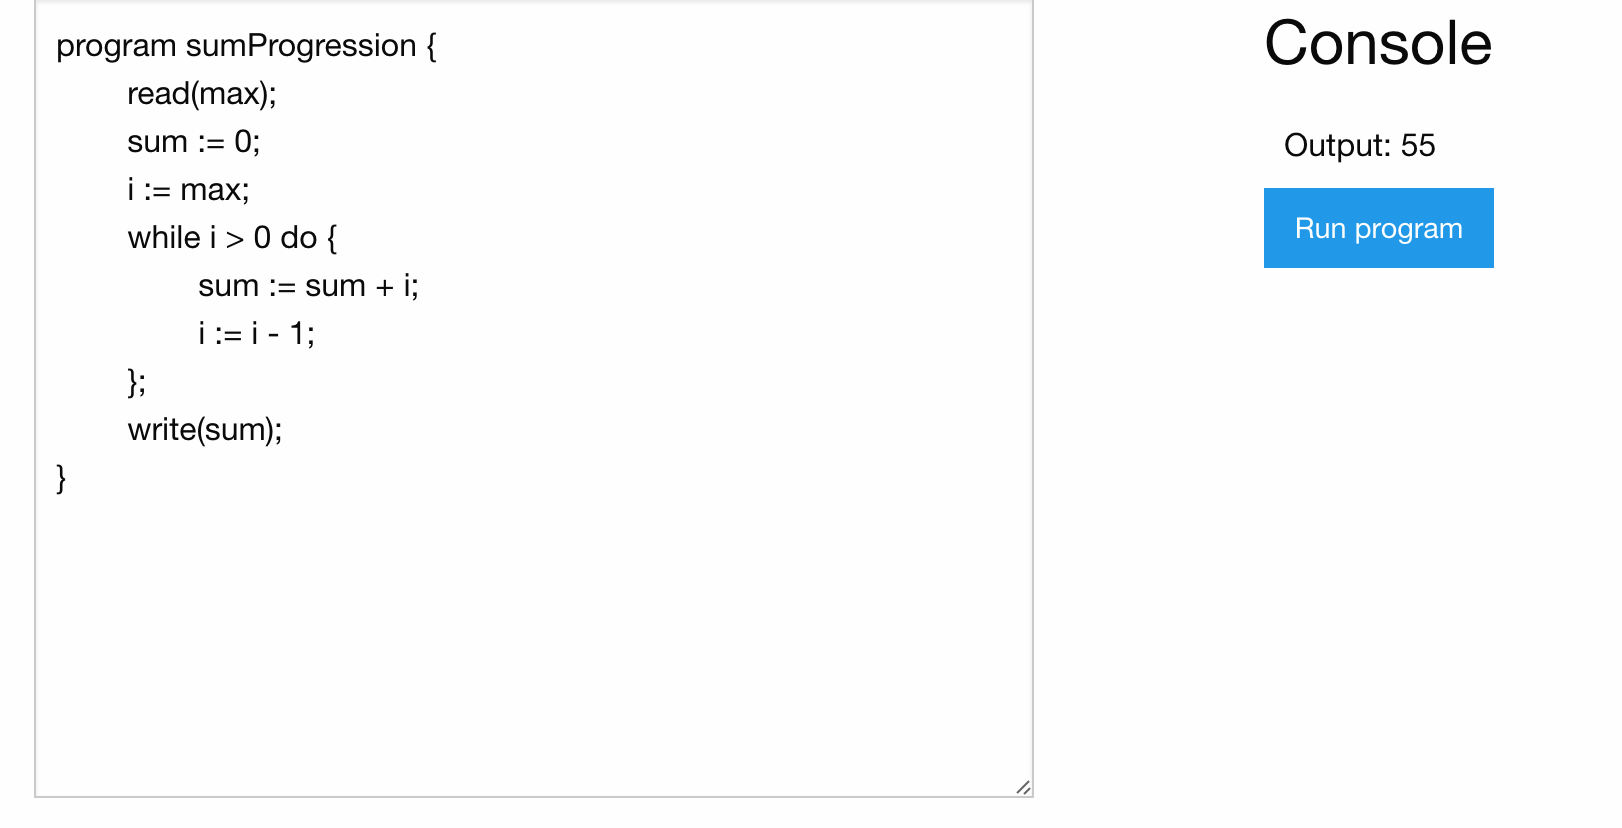 program sumProgression {
read(max);
sum := 0;
i := max;
while i > 0 do {
sum := sum + i;
i := i - 1;
};
write(sum);
}
Console
Output: 55
Run program